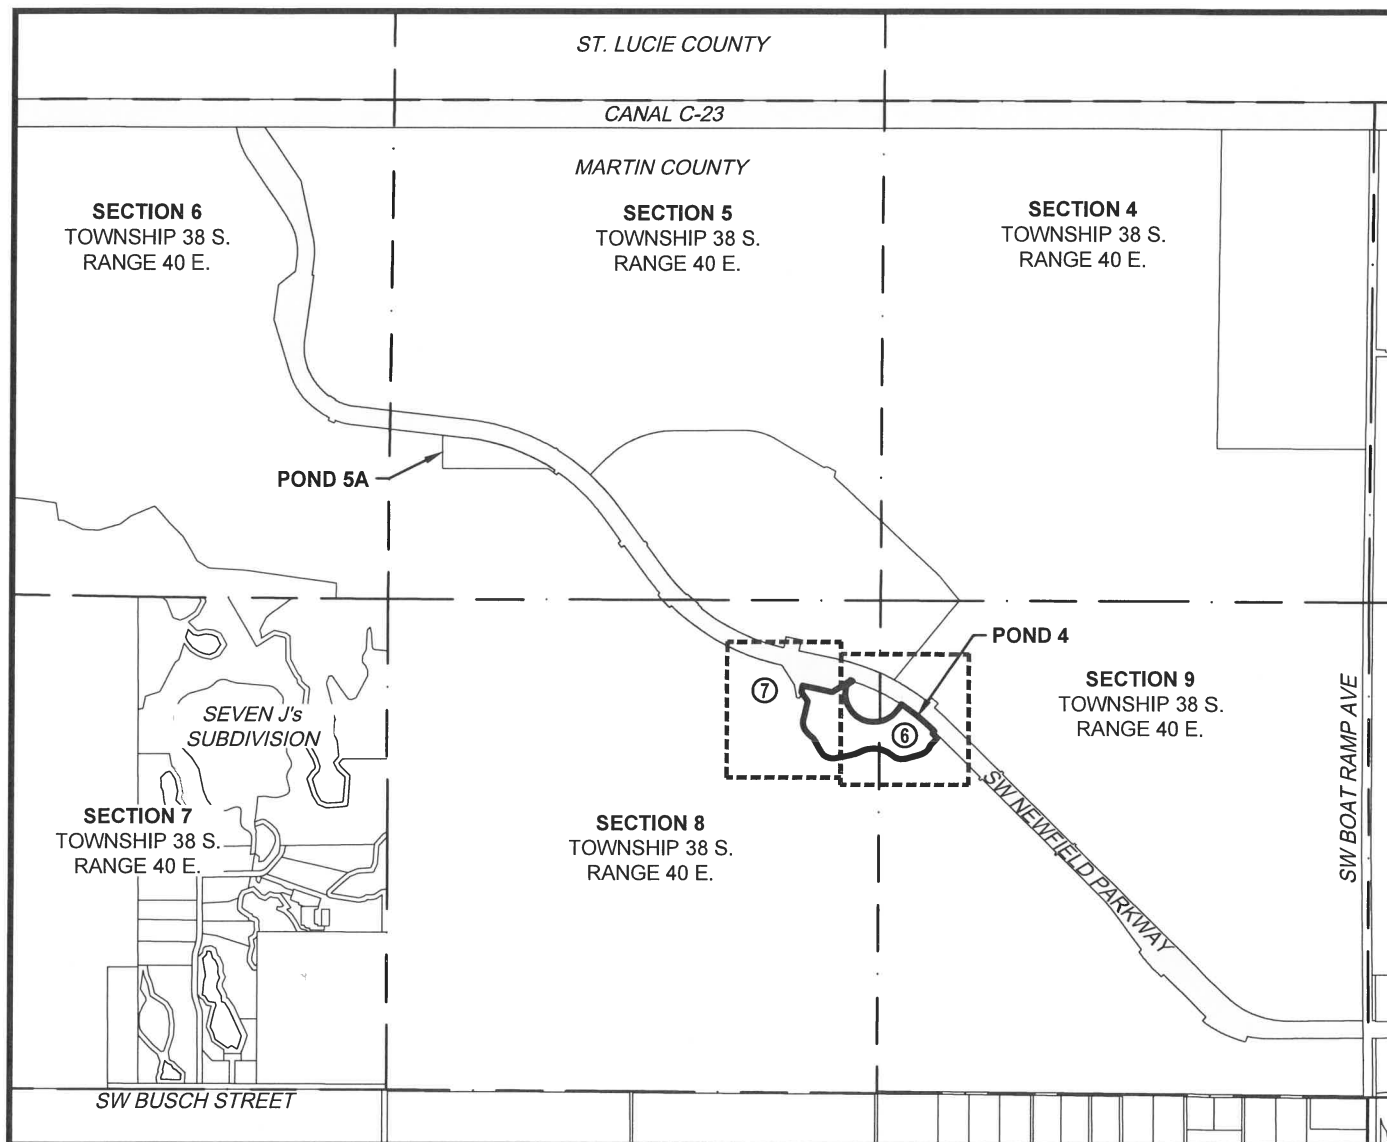 ST. LUCIE COUNTY
CANAL C-23
MARTIN COUNTY
SECTION 6
TOWNSHIP 38 S.
RANGE 40 E.
SECTION 5
TOWNSHIP 38 S.
RANGE 40 E.
SECTION 4
TOWNSHIP 38 S.
RANGE 40 E.
POND 5A
POND 4
7
6
SECTION 9
TOWNSHIP 38 S.
RANGE 40 E.
SEVEN J's
SUBDIVISION
SECTION 7
TOWNSHIP 38 S.
RANGE 40 E.
SECTION 8
TOWNSHIP 38 S.
RANGE 40 E.
SW NEWFIELD PARKWAY
SW BOAT RAMP AVE
SW BUSCH STREET